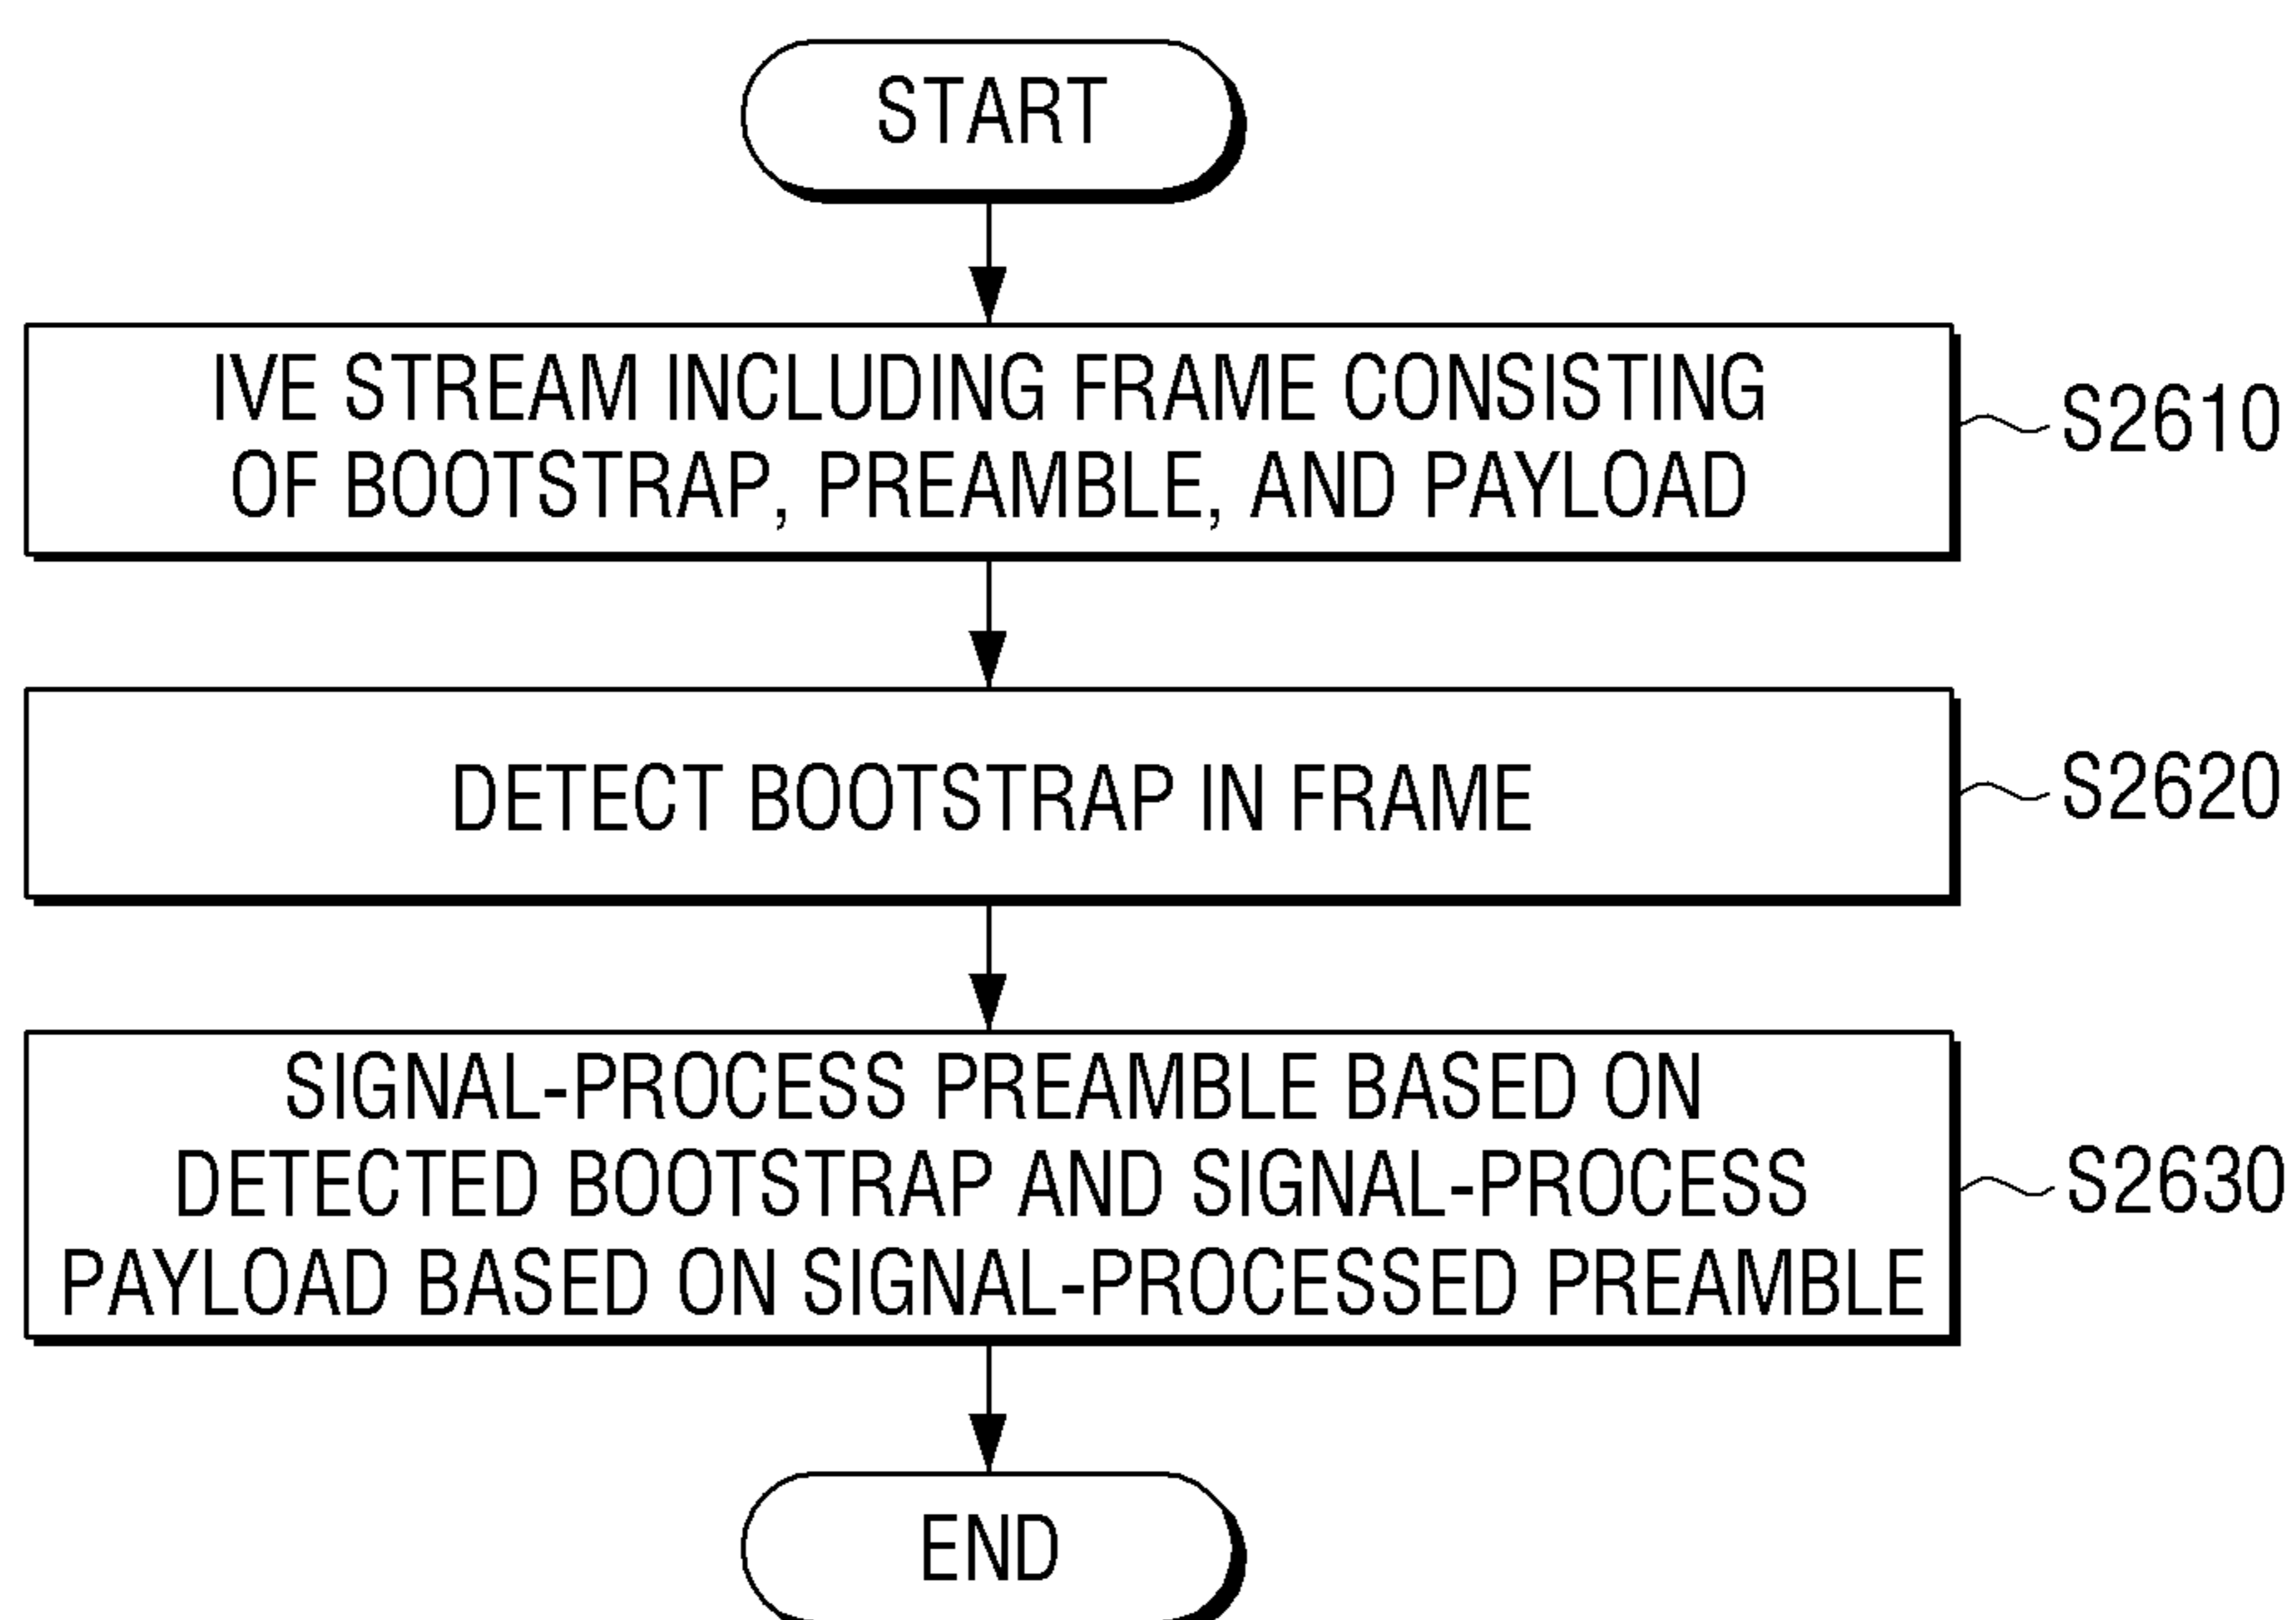 START
IVE STREAM INCLUDING FRAME CONSISTING
OF BOOTSTRAP, PREAMBLE, AND PAYLOAD
S2610
DETECT BOOTSTRAP IN FRAME
S2620
SIGNAL-PROCESS PREAMBLE BASED ON
DETECTED BOOTSTRAP AND SIGNAL-PROCESS
PAYLOAD BASED ON SIGNAL-PROCESSED PREAMBLE
S2630
END